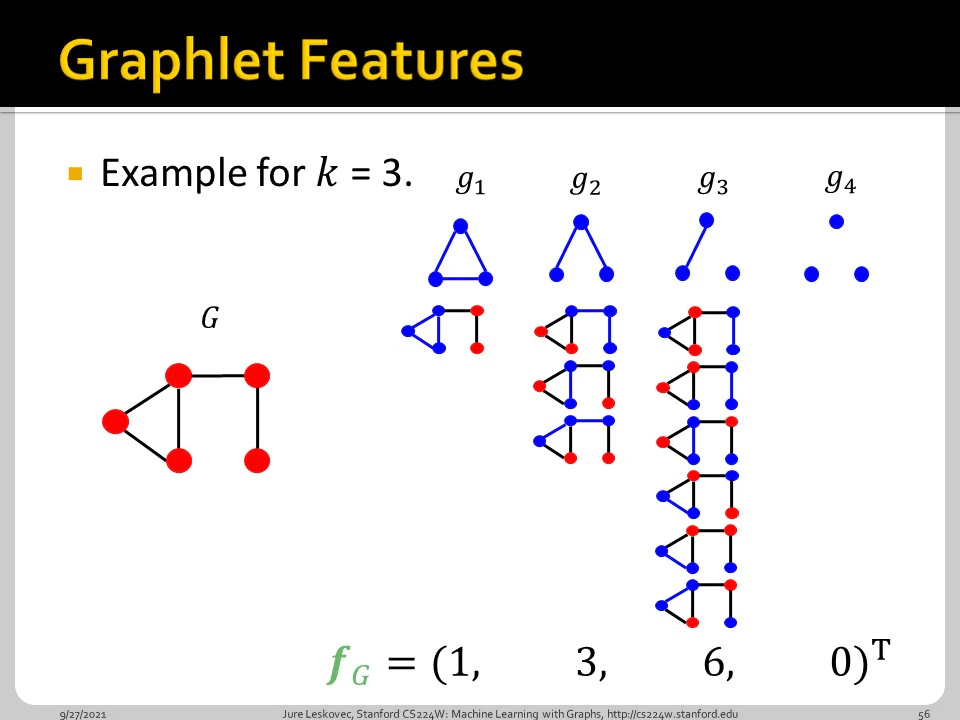 Graphlet Features
Example for k = 3.
g₁ g₂ g₃ g₄
G
f_G = (1, 3, 6, 0)ᵀ
9/27/2021 Jure Leskovec, Stanford CS224W: Machine Learning with Graphs, http://cs224w.stanford.edu 56